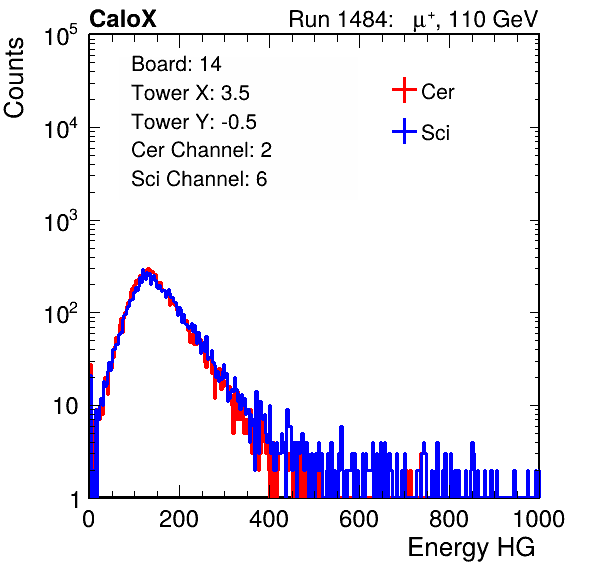 CaloX Run 1484: μ⁺, 110 GeV
Counts
10⁵
10⁴
10³
10²
10
1
Board: 14
Tower X: 3.5
Tower Y: -0.5
Cer Channel: 2
Sci Channel: 6
Cer
Sci
0 200 400 600 800 1000
Energy HG